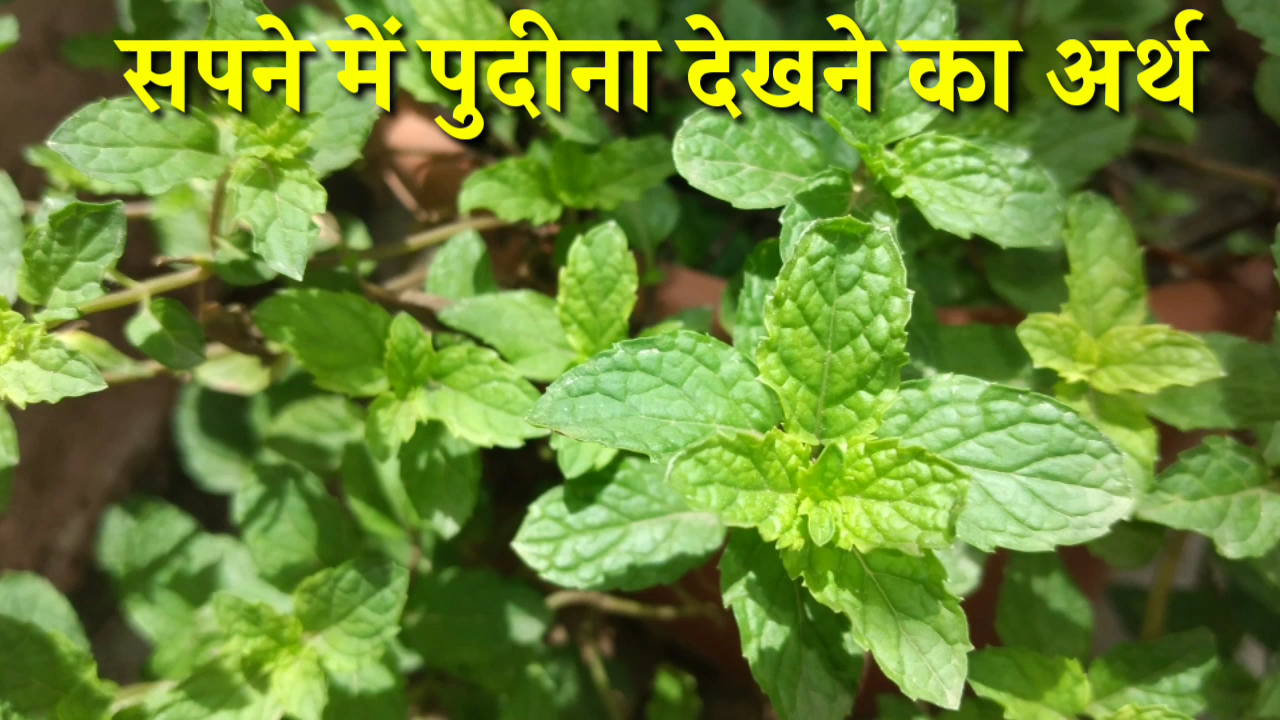 सपने में पुदीना देखने का अर्थ